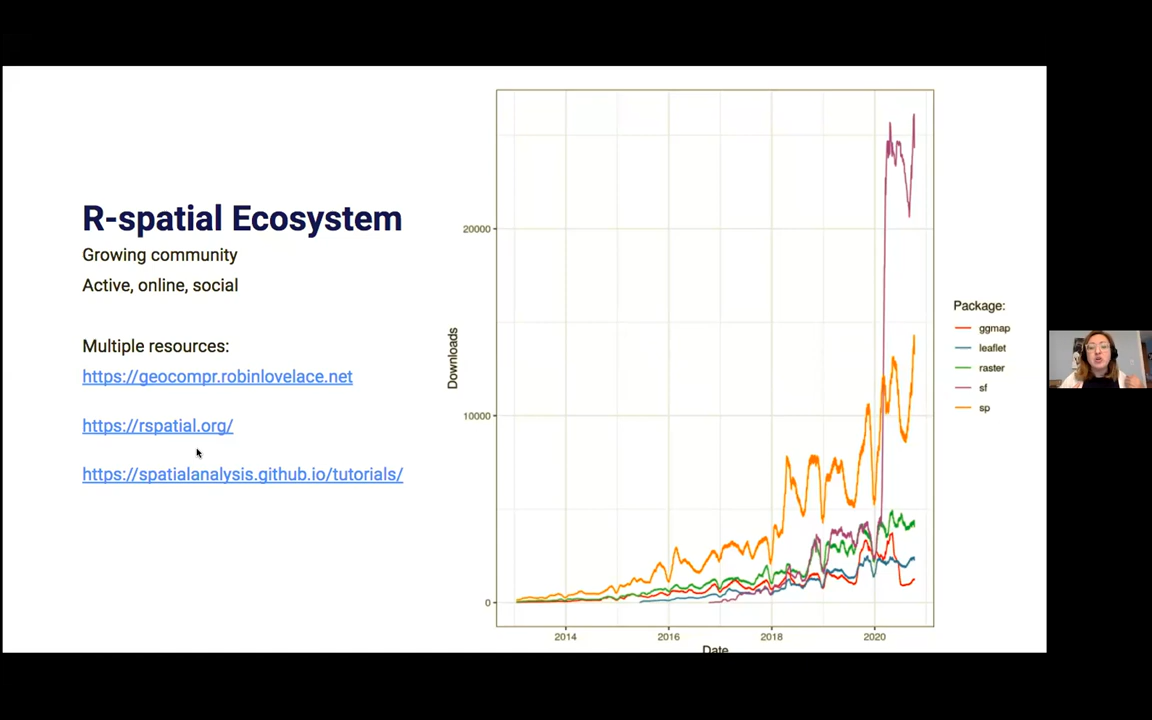 R-spatial Ecosystem
Growing community
Active, online, social
Multiple resources:
https://geocompr.robinlovelace.net
https://rspatial.org/
https://spatialanalysis.github.io/tutorials/
Downloads
20000
10000
0
2014
2016
2018
2020
Date
Package:
ggmap
leaflet
raster
sf
sp